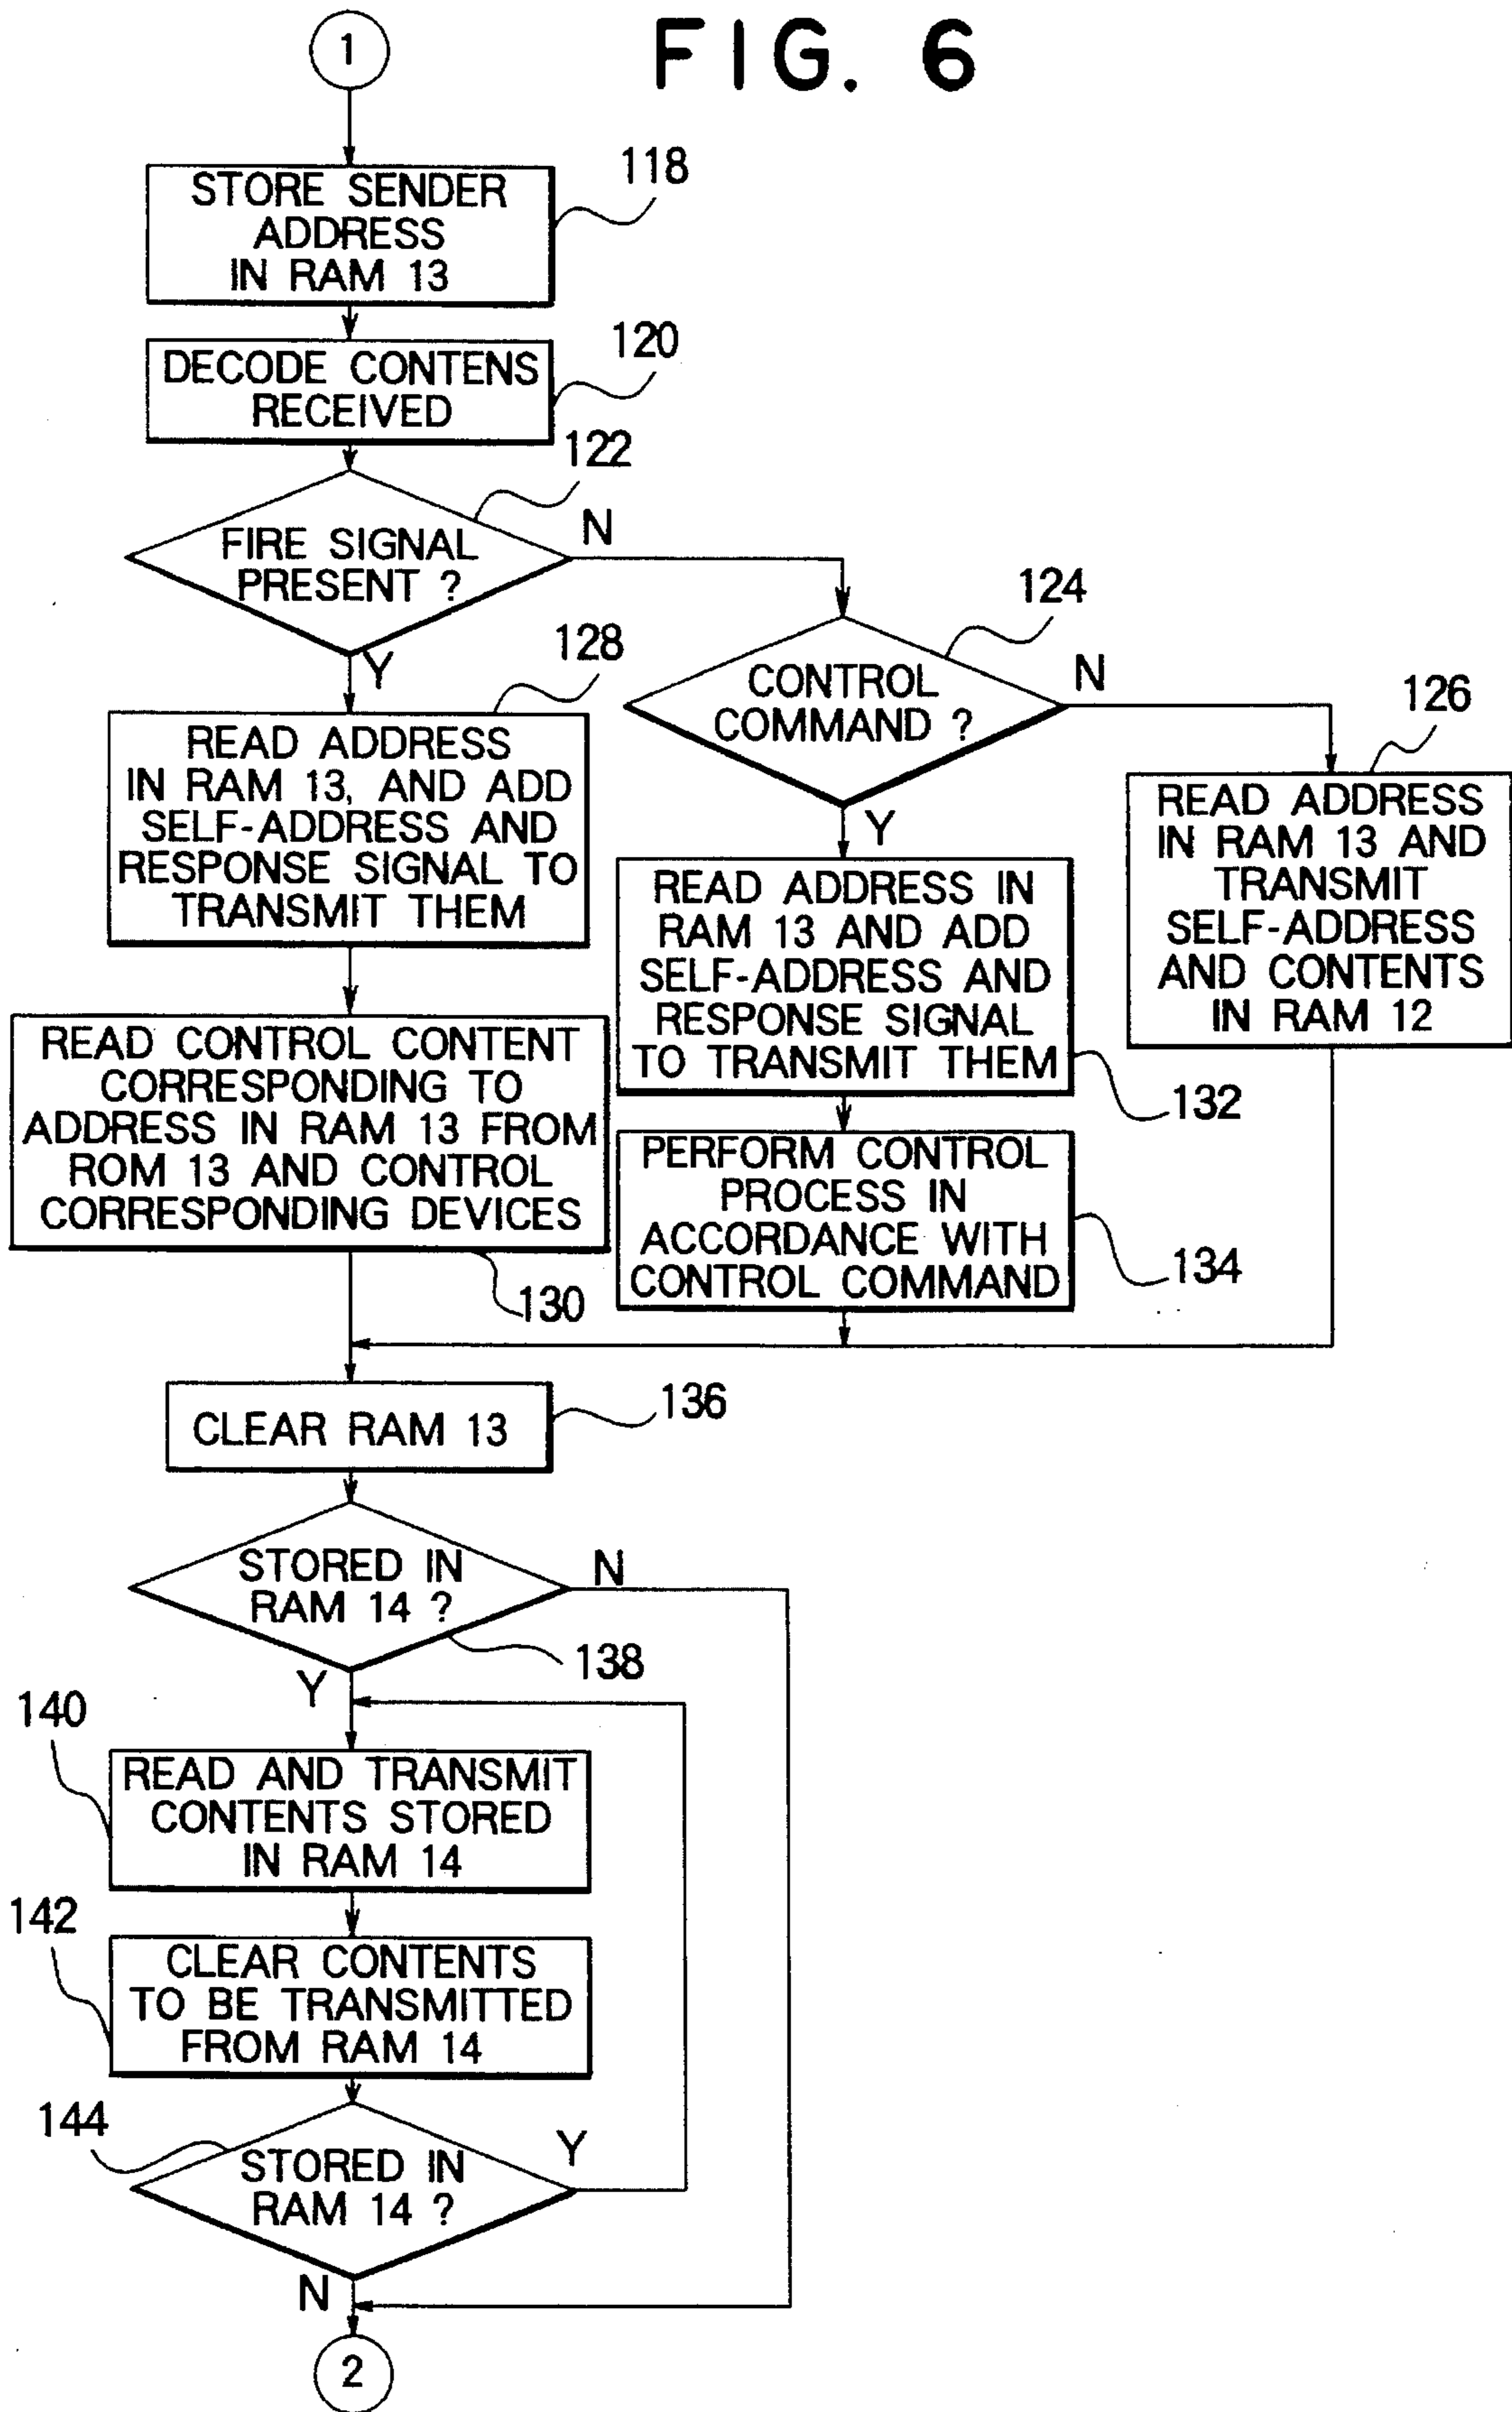 FIG. 6
1
STORE SENDER
ADDRESS
IN RAM 13
118
DECODE CONTENS
RECEIVED
120
FIRE SIGNAL
PRESENT ?
122
N
Y
CONTROL
COMMAND ?
124
N
Y
READ ADDRESS
IN RAM 13 AND
TRANSMIT
SELF-ADDRESS
AND CONTENTS
IN RAM 12
126
READ ADDRESS
IN RAM 13, AND ADD
SELF-ADDRESS AND
RESPONSE SIGNAL TO
TRANSMIT THEM
128
READ CONTROL CONTENT
CORRESPONDING TO
ADDRESS IN RAM 13 FROM
ROM 13 AND CONTROL
CORRESPONDING DEVICES
130
READ ADDRESS IN
RAM 13 AND ADD
SELF-ADDRESS AND
RESPONSE SIGNAL
TO TRANSMIT THEM
132
PERFORM CONTROL
PROCESS IN
ACCORDANCE WITH
CONTROL COMMAND
134
CLEAR RAM 13
136
STORED IN
RAM 14 ?
N
138
Y
140
READ AND TRANSMIT
CONTENTS STORED
IN RAM 14
142
CLEAR CONTENTS
TO BE TRANSMITTED
FROM RAM 14
144
STORED IN
RAM 14 ?
Y
N
2